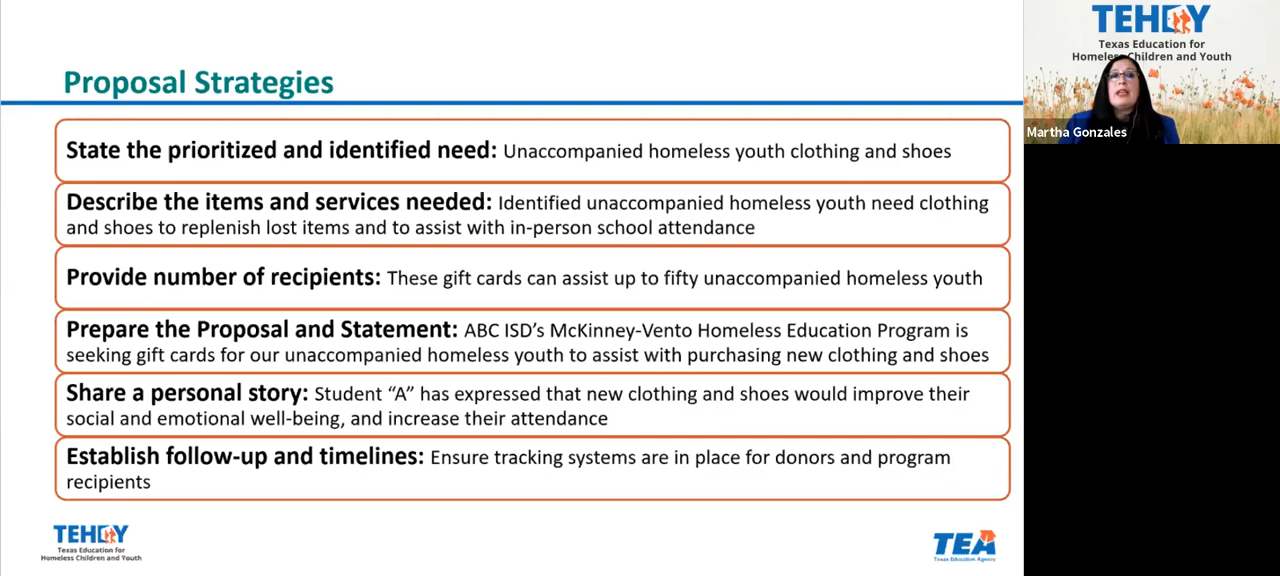 Proposal Strategies
State the prioritized and identified need: Unaccompanied homeless youth clothing and shoes
Describe the items and services needed: Identified unaccompanied homeless youth need clothing
and shoes to replenish lost items and to assist with in-person school attendance
Provide number of recipients: These gift cards can assist up to fifty unaccompanied homeless youth
Prepare the Proposal and Statement: ABC ISD’s McKinney-Vento Homeless Education Program is
seeking gift cards for our unaccompanied homeless youth to assist with purchasing new clothing and shoes
Share a personal story: Student “A” has expressed that new clothing and shoes would improve their
social and emotional well-being, and increase their attendance
Establish follow-up and timelines: Ensure tracking systems are in place for donors and program
recipients
TEHCY
Texas Education for
Homeless Children and Youth
TEA
Texas Education Agency
TEHCY
Texas Education for
Homeless Children and Youth
Martha Gonzales